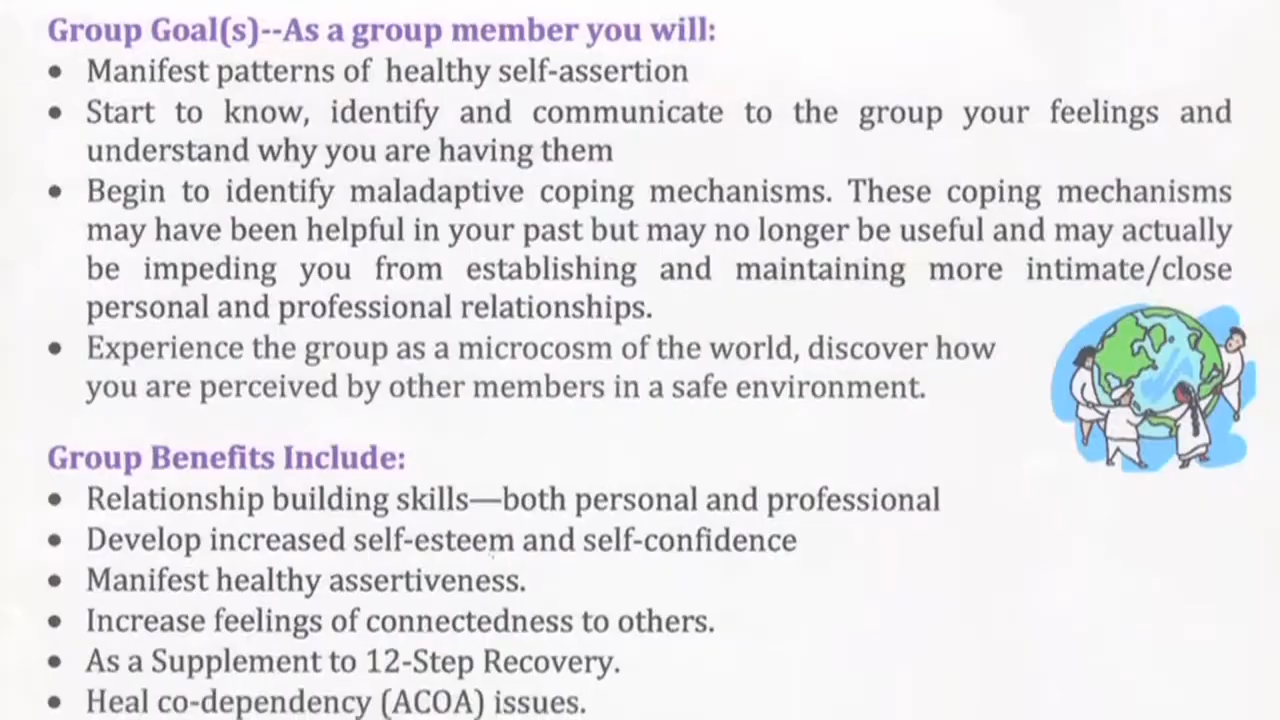 Group Goal(s)--As a group member you will:
• Manifest patterns of healthy self-assertion
• Start to know, identify and communicate to the group your feelings and
understand why you are having them
• Begin to identify maladaptive coping mechanisms. These coping mechanisms
may have been helpful in your past but may no longer be useful and may actually
be impeding you from establishing and maintaining more intimate/close
personal and professional relationships.
• Experience the group as a microcosm of the world, discover how
you are perceived by other members in a safe environment.
Group Benefits Include:
• Relationship building skills—both personal and professional
• Develop increased self-esteem and self-confidence
• Manifest healthy assertiveness.
• Increase feelings of connectedness to others.
• As a Supplement to 12-Step Recovery.
• Heal co-dependency (ACOA) issues.